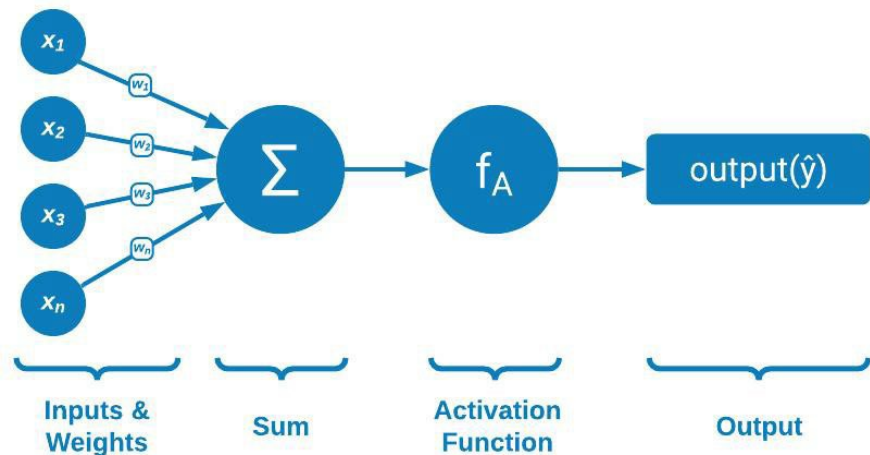 x1
w1
x2
w2
x3
w3
xn
wn
Σ
fA
output(ŷ)
Inputs &
Weights
Sum
Activation
Function
Output